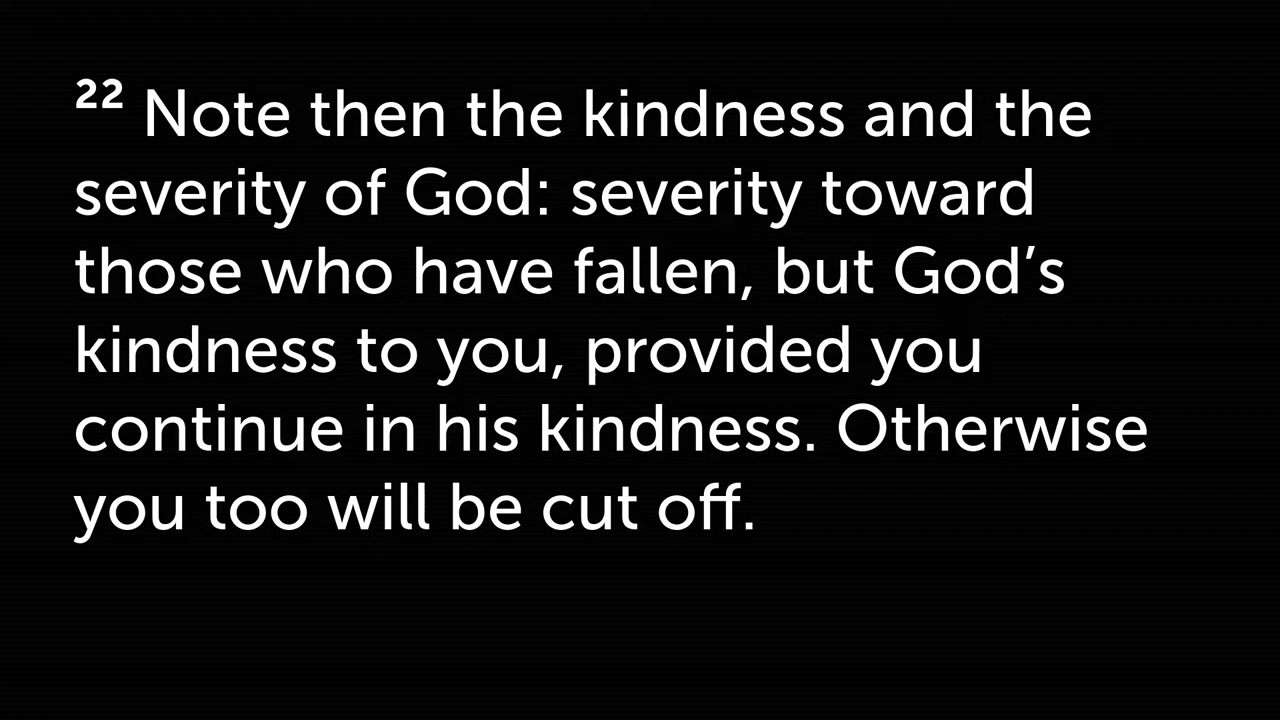 22 Note then the kindness and the
severity of God: severity toward
those who have fallen, but God’s
kindness to you, provided you
continue in his kindness. Otherwise
you too will be cut off.